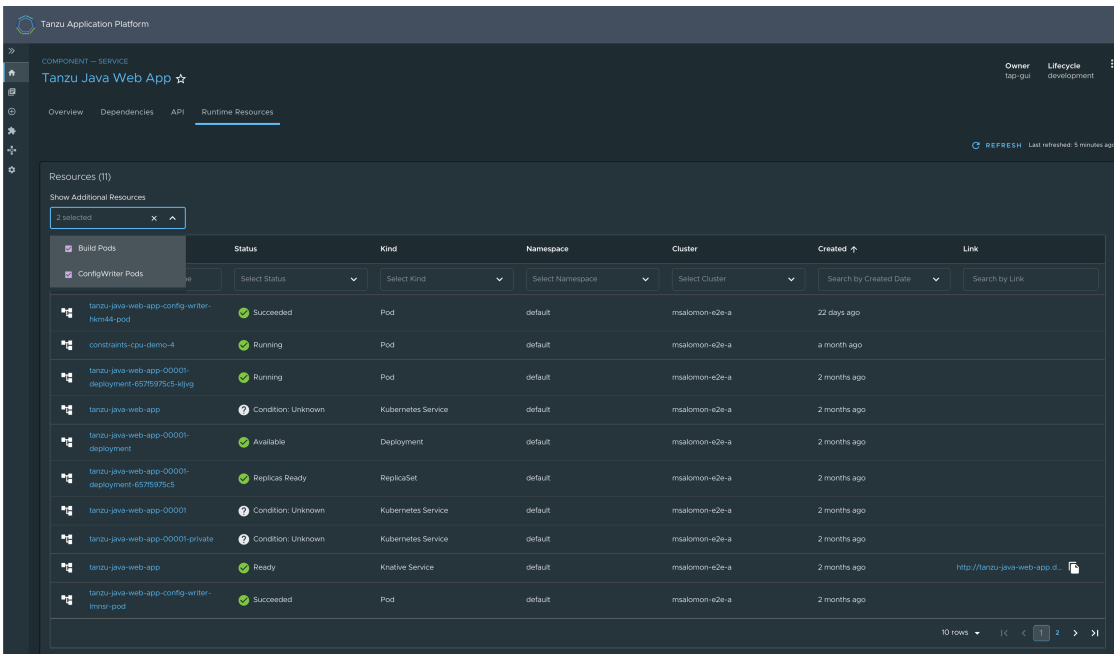 Tanzu Application Platform
COMPONENT — SERVICE
Tanzu Java Web App
Owner
tap-gui
Lifecycle
development
Overview
Dependencies
API
Runtime Resources
REFRESH
Last refreshed: 5 minutes ago
Resources (11)
Show Additional Resources
2 selected
Build Pods
ConfigWriter Pods
Status Kind Namespace Cluster Created Link
Select Status Select Kind Select Namespace Select Cluster Search by Created Date Search by Link
tanzu-java-web-app-config-writer-
hkm44-pod
Succeeded Pod default msalomon-e2e-a 22 days ago
constraints-cpu-demo-4 Running Pod default msalomon-e2e-a a month ago
tanzu-java-web-app-00001-
deployment-657f5975c5-kljvg
Running Pod default msalomon-e2e-a 2 months ago
tanzu-java-web-app Condition: Unknown Kubernetes Service default msalomon-e2e-a 2 months ago
tanzu-java-web-app-00001-
deployment
Available Deployment default msalomon-e2e-a 2 months ago
tanzu-java-web-app-00001-
deployment-657f5975c5
Replicas Ready ReplicaSet default msalomon-e2e-a 2 months ago
tanzu-java-web-app-00001 Condition: Unknown Kubernetes Service default msalomon-e2e-a 2 months ago
tanzu-java-web-app-00001-private Condition: Unknown Kubernetes Service default msalomon-e2e-a 2 months ago
tanzu-java-web-app Ready Knative Service default msalomon-e2e-a 2 months ago http://tanzu-java-web-app.d...
tanzu-java-web-app-config-writer-
lmnsr-pod
Succeeded Pod default msalomon-e2e-a 2 months ago
10 rows 1 2